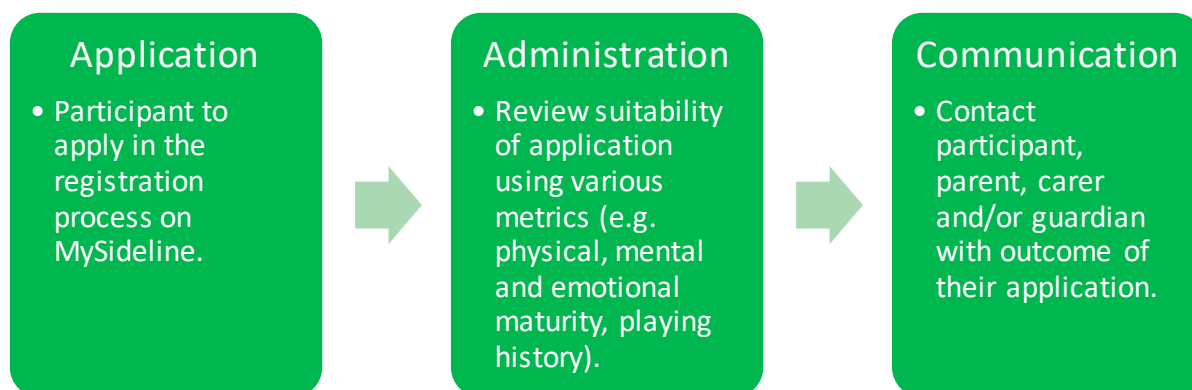 Application
• Participant to
apply in the
registration
process on
MySideline.
Administration
• Review suitability
of application
using various
metrics (e.g.
physical, mental
and emotional
maturity, playing
history).
Communication
• Contact
participant,
parent, carer
and/or guardian
with outcome of
their application.